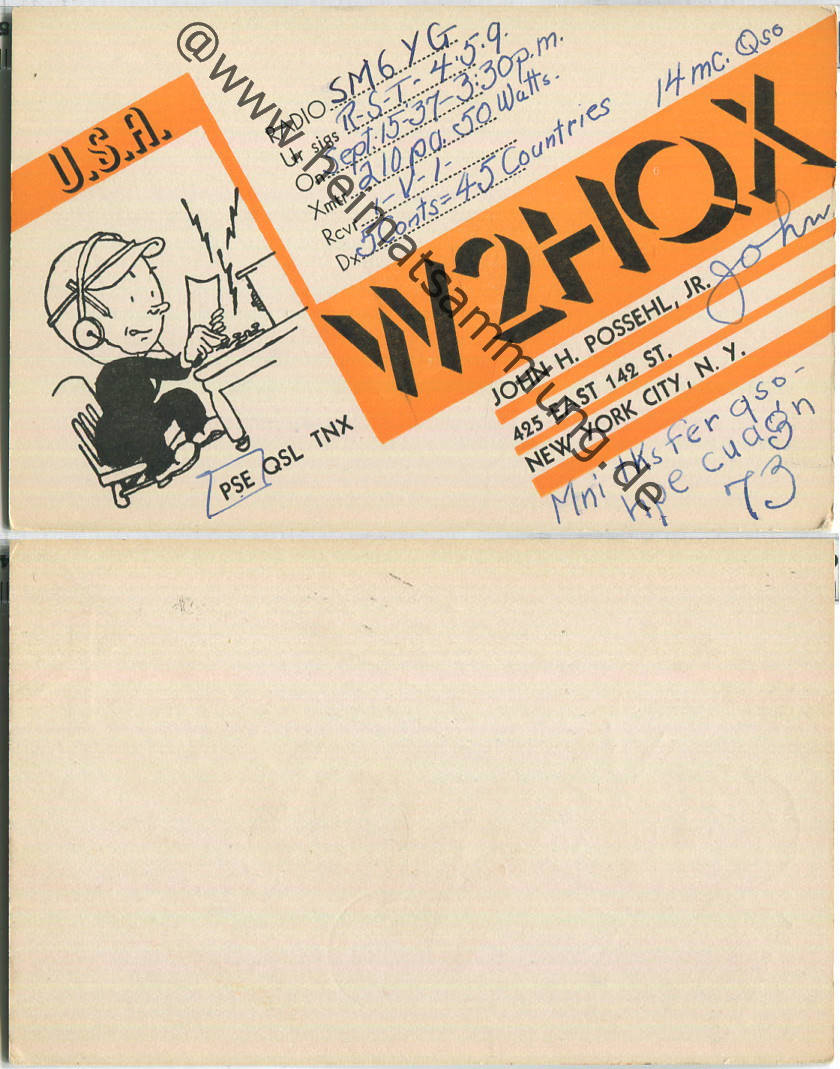 U.S.A.
RADIO SM6YG
Ur sigs R-S-T- 4.5.9.
On Sept. 15-37-3:30p.m.
Xmtr 210 pa. 50 Watts.
Rcvr -V-1-
Dx 5 Conts= 45 Countries
14 mc. Qso
W2HQX
JOHN H. POSSEHL, JR.
John
425 EAST 142 ST.
NEW YORK CITY, N. Y.
PSE QSL TNX
Mni tks fer qso-
hpe cuagn
73
@www.heimatsammlung.de